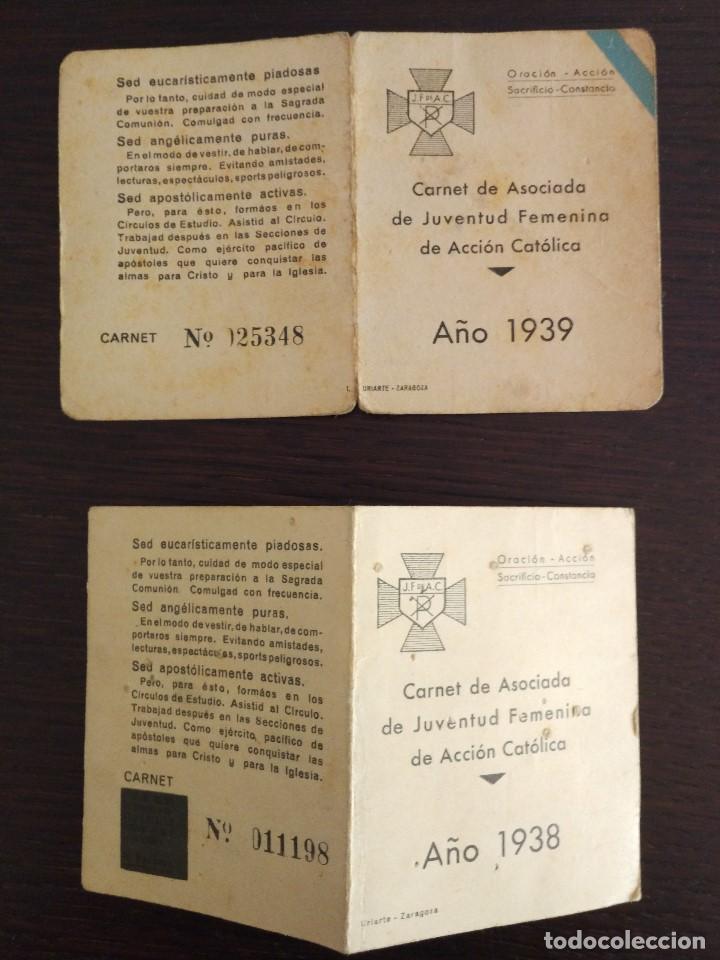 Sed eucarísticamente piadosas
Por lo tanto, cuidad de modo especial
de vuestra preparación a la Sagrada
Comunión. Comulgad con frecuencia.
Sed angélicamente puras.
En el modo de vestir, de hablar, de com-
portaros siempre. Evitando amistades,
lecturas, espectáculos, sports peligrosos.
Sed apostólicamente activas.
Pero, para ésto, formáos en los
Círculos de Estudio. Asistid al Círculo.
Trabajad después en las Secciones de
Juventud. Como ejército pacífico de
apóstoles que quiere conquistar las
almas para Cristo y para la Iglesia.
CARNET Nº 025348
J.F. DE A.C.
Oración - Acción
Sacrificio - Constancia
Carnet de Asociada
de Juventud Femenina
de Acción Católica
Año 1939
URIARTE - ZARAGOZA
Sed eucarísticamente piadosas.
Por lo tanto, cuidad de modo especial
de vuestra preparación a la Sagrada
Comunión. Comulgad con frecuencia.
Sed angélicamente puras.
En el modo de vestir, de hablar, de com-
portaros siempre. Evitando amistades,
lecturas, espectáculos, sports peligrosos.
Sed apostólicamente activas.
Pero, para ésto, formáos en los
Círculos de Estudio. Asistid al Círculo.
Trabajad después en las Secciones de
Juventud. Como ejército pacífico de
apóstoles que quiere conquistar las
almas para Cristo y para la Iglesia.
CARNET
Nº 011198
J.F. DE A.C.
Oración - Acción
Sacrificio - Constancia
Carnet de Asociada
de Juventud Femenina
de Acción Católica
Año 1938
Uriarte - Zaragoza
todocoleccion